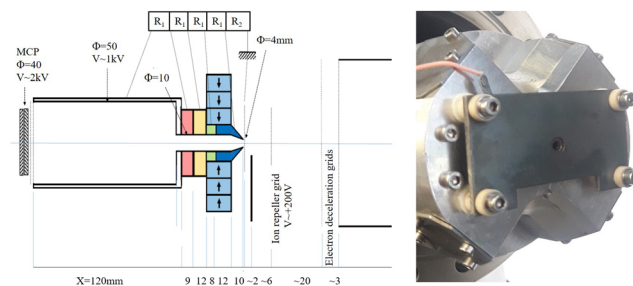 R₁ R₁ R₁ R₁ R₂
MCP
Φ=40
V~2kV
Φ=50
V~1kV
Φ=4mm
Φ=10
Ion repeller grid
V~+200V
Electron deceleration grids
X=120mm 9 12 8 12 10 ~2 ~6 ~20 ~3